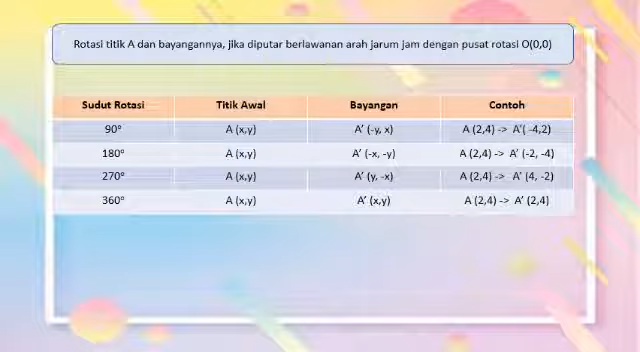 Rotasi titik A dan bayangannya, jika diputar berlawanan arah jarum jam dengan pusat rotasi O(0,0)
Sudut Rotasi Titik Awal Bayangan Contoh
90° A (x,y) A' (-y, x) A (2,4) -> A'( -4,2)
180° A (x,y) A' (-x, -y) A (2,4) -> A' (-2, -4)
270° A (x,y) A' (y, -x) A (2,4) -> A' (4, -2)
360° A (x,y) A' (x,y) A (2,4) -> A' (2,4)